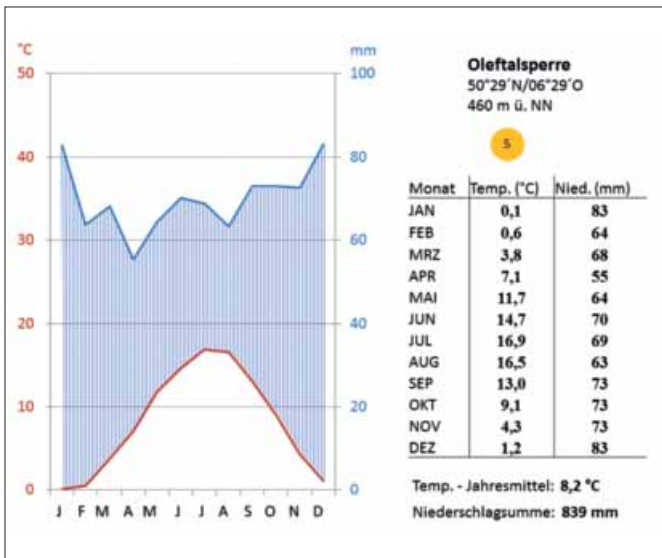 °C
mm
50
100
40
80
30
60
20
40
10
20
0
0
J F M A M J J A S O N D
Oleftalsperre
50°29´N/06°29´O
460 m ü. NN
5
Monat Temp. (°C) Nied. (mm)
JAN 0,1 83
FEB 0,6 64
MRZ 3,8 68
APR 7,1 55
MAI 11,7 64
JUN 14,7 70
JUL 16,9 69
AUG 16,5 63
SEP 13,0 73
OKT 9,1 73
NOV 4,3 73
DEZ 1,2 83
Temp. - Jahresmittel: 8,2 °C
Niederschlagsumme: 839 mm